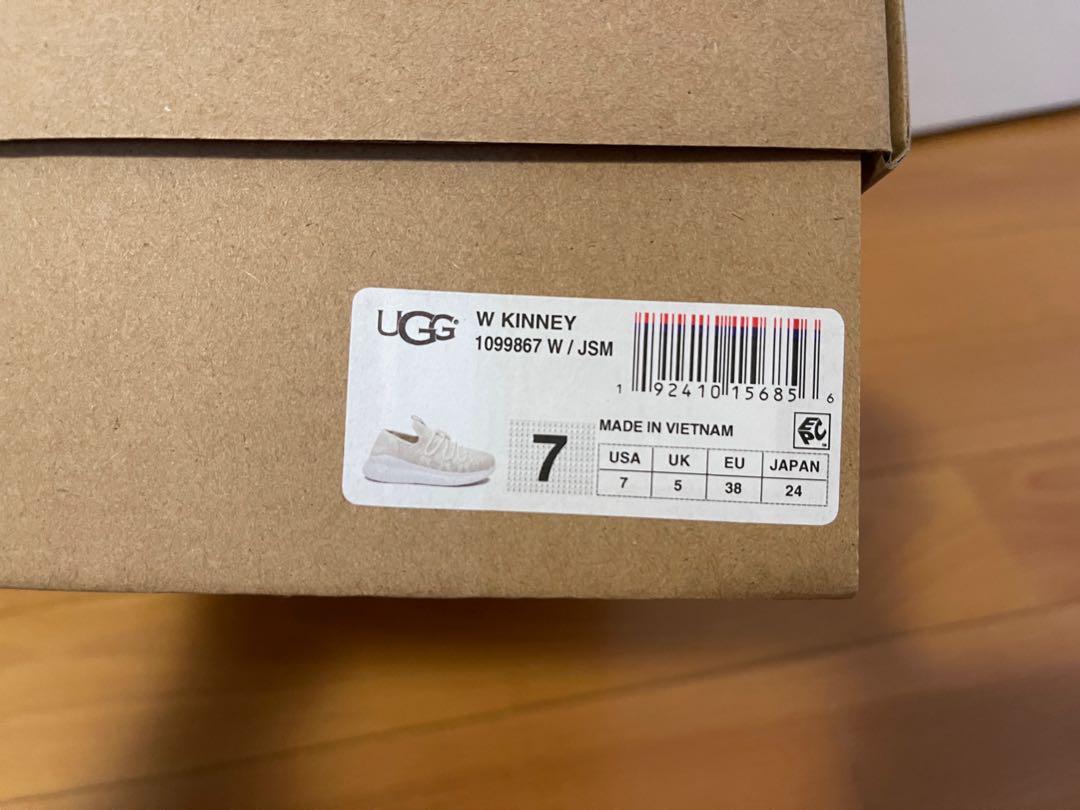 UGG®
W KINNEY
1099867 W / JSM
1 92410 15685 6
7
MADE IN VIETNAM
EPC™
USA UK EU JAPAN
7 5 38 24